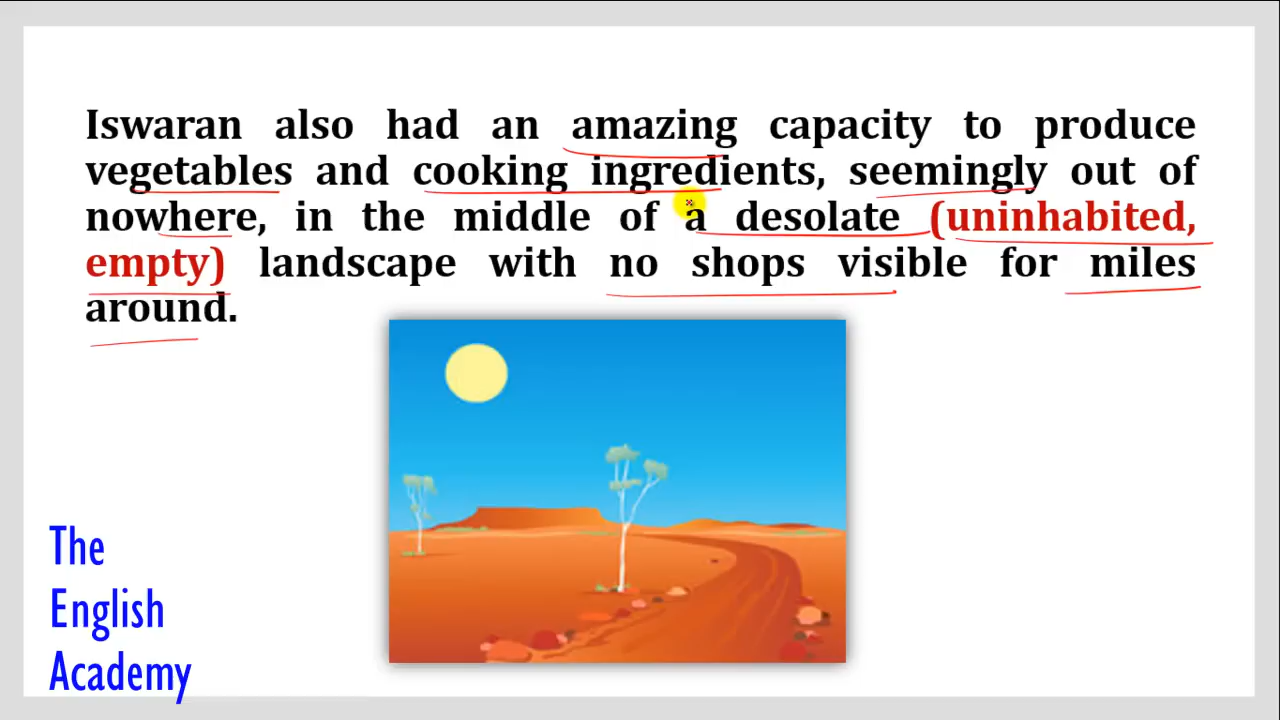 Iswaran also had an amazing capacity to produce
vegetables and cooking ingredients, seemingly out of
nowhere, in the middle of a desolate (uninhabited,
empty) landscape with no shops visible for miles
around.
The
English
Academy